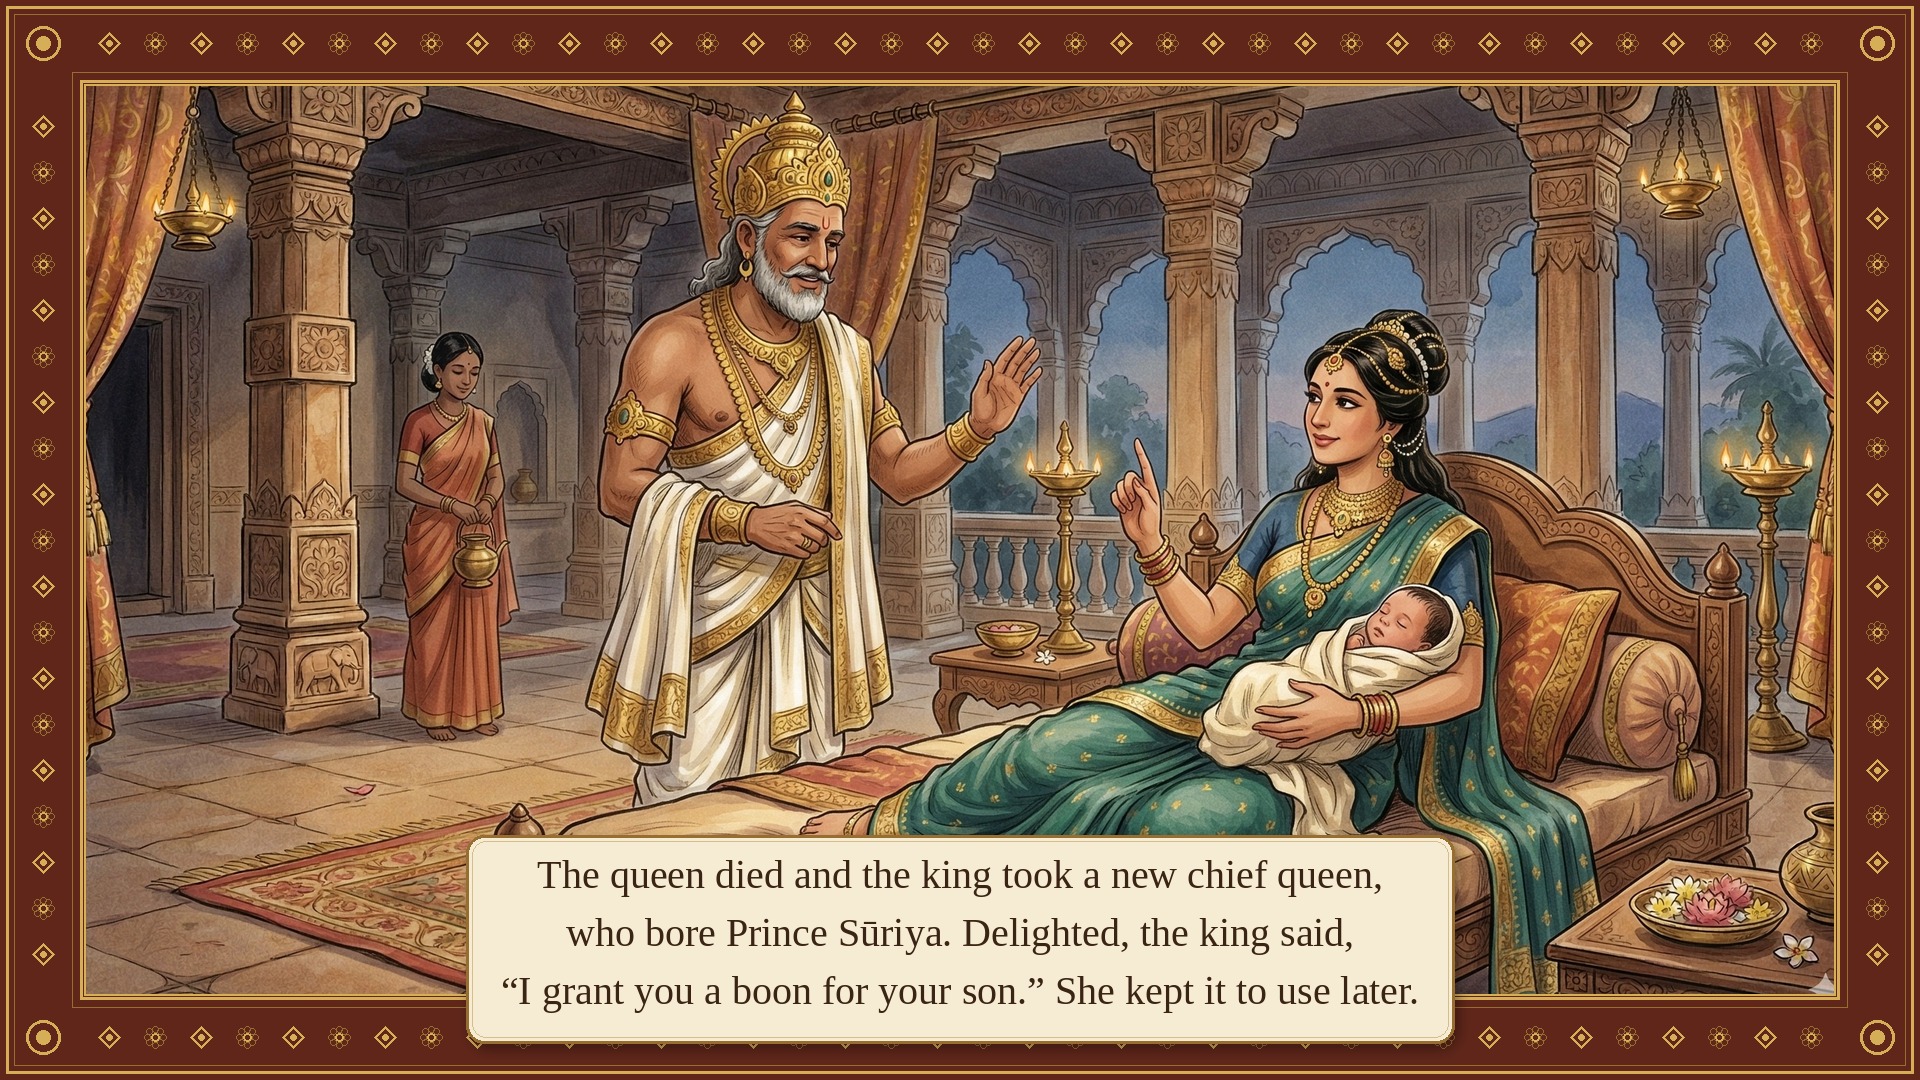 The queen died and the king took a new chief queen,
who bore Prince Sūriya. Delighted, the king said,
“I grant you a boon for your son.” She kept it to use later.